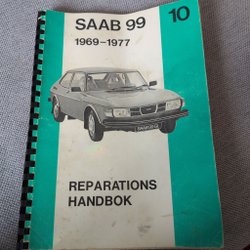 SAAB 99
10
1969-1977
REPARATIONS
HANDBOK